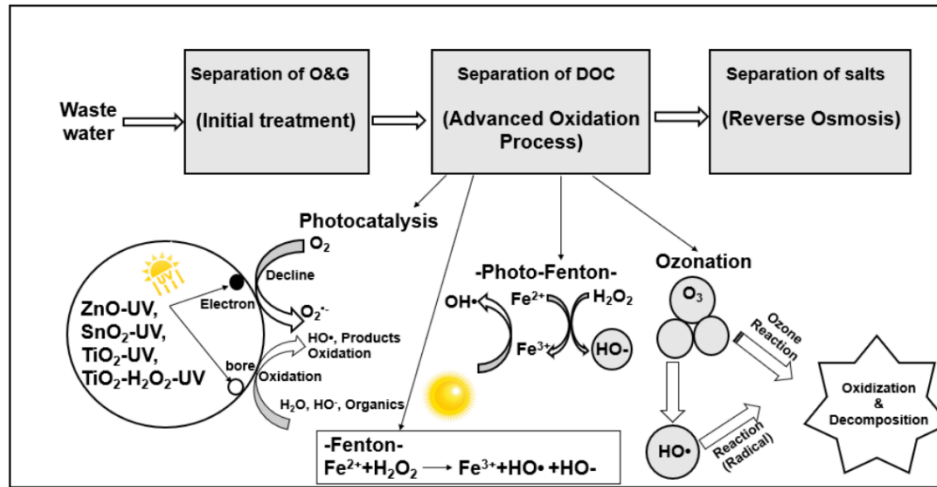 Waste
water
Separation of O&G
(Initial treatment)
Separation of DOC
(Advanced Oxidation
Process)
Separation of salts
(Reverse Osmosis)
Photocatalysis
O₂
Decline
UV
Electron
O₂•⁻
ZnO-UV,
SnO₂-UV,
TiO₂-UV,
TiO₂-H₂O₂-UV
HO•, Products
Oxidation
bore
Oxidation
H₂O, HO⁻, Organics
-Photo-Fenton-
OH•
Fe²⁺
H₂O₂
Fe³⁺
HO-
-Fenton-
Fe²⁺+H₂O₂ → Fe³⁺+HO• +HO-
Ozonation
O₃
Ozone
Reaction
HO•
Reaction
(Radical)
Oxidization
&
Decomposition